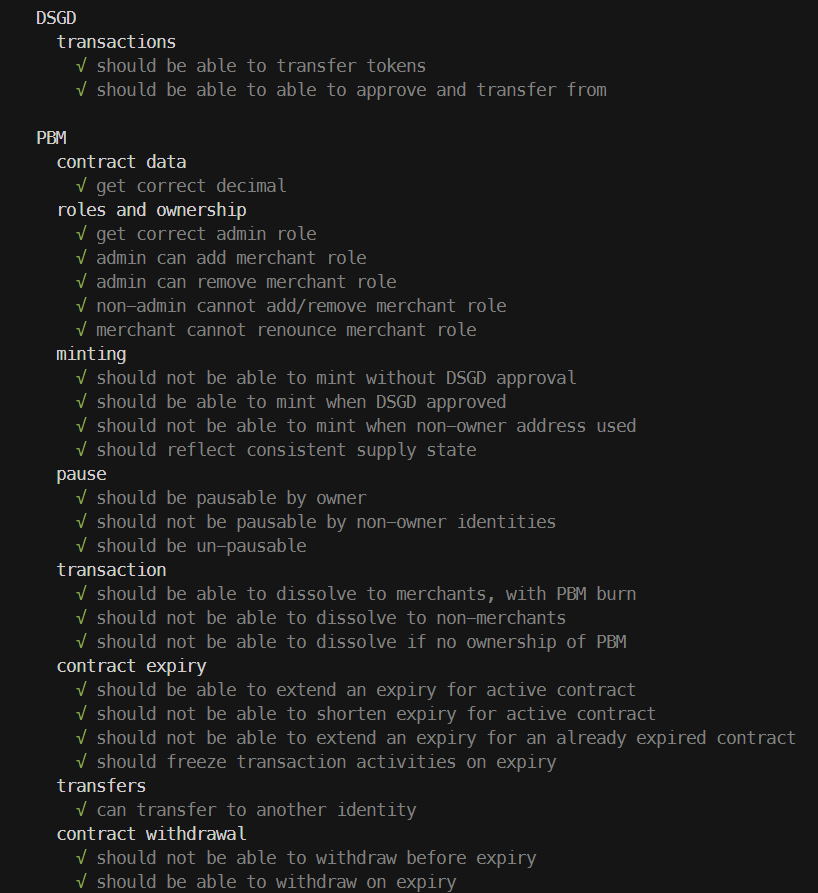 DSGD
transactions
√ should be able to transfer tokens
√ should be able to able to approve and transfer from
PBM
contract data
√ get correct decimal
roles and ownership
√ get correct admin role
√ admin can add merchant role
√ admin can remove merchant role
√ non-admin cannot add/remove merchant role
√ merchant cannot renounce merchant role
minting
√ should not be able to mint without DSGD approval
√ should be able to mint when DSGD approved
√ should not be able to mint when non-owner address used
√ should reflect consistent supply state
pause
√ should be pausable by owner
√ should not be pausable by non-owner identities
√ should be un-pausable
transaction
√ should be able to dissolve to merchants, with PBM burn
√ should not be able to dissolve to non-merchants
√ should not be able to dissolve if no ownership of PBM
contract expiry
√ should be able to extend an expiry for active contract
√ should not be able to shorten expiry for active contract
√ should not be able to extend an expiry for an already expired contract
√ should freeze transaction activities on expiry
transfers
√ can transfer to another identity
contract withdrawal
√ should not be able to withdraw before expiry
√ should be able to withdraw on expiry